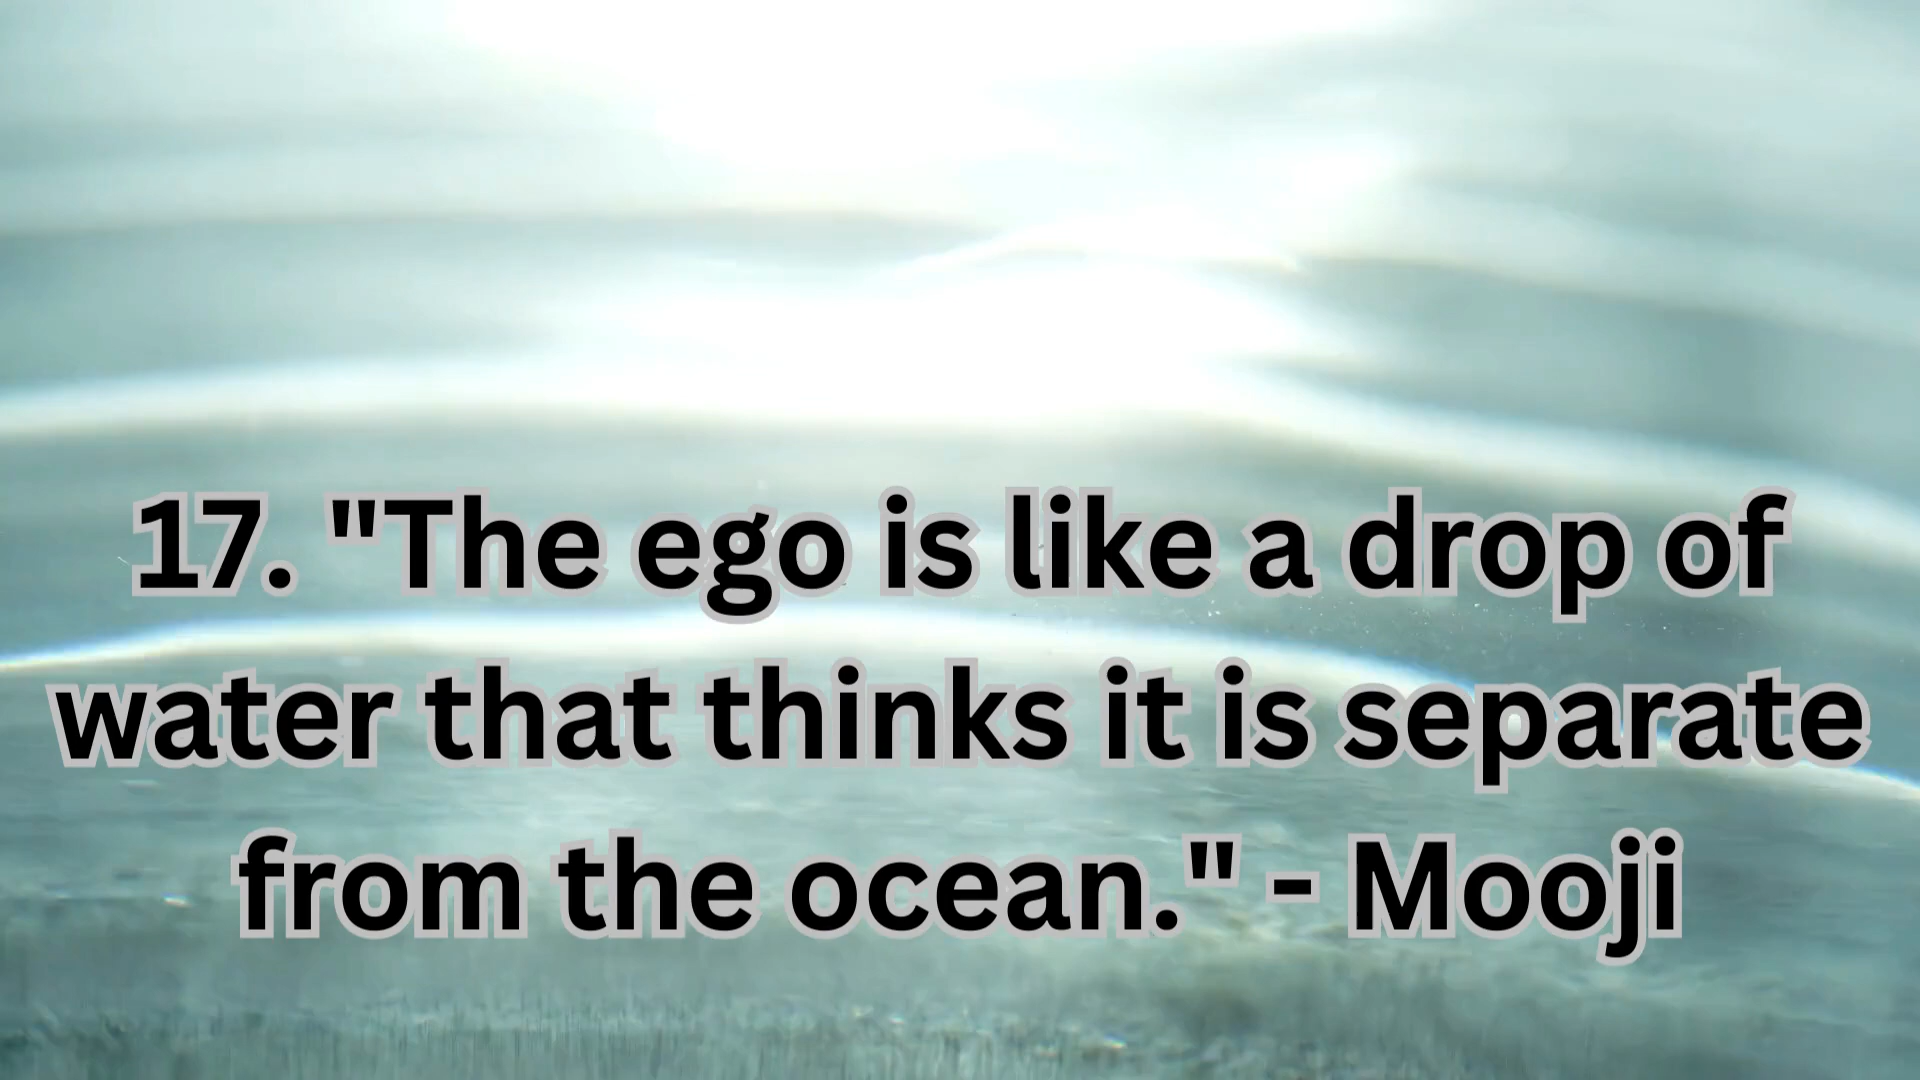 17. "The ego is like a drop of
water that thinks it is separate
from the ocean." - Mooji